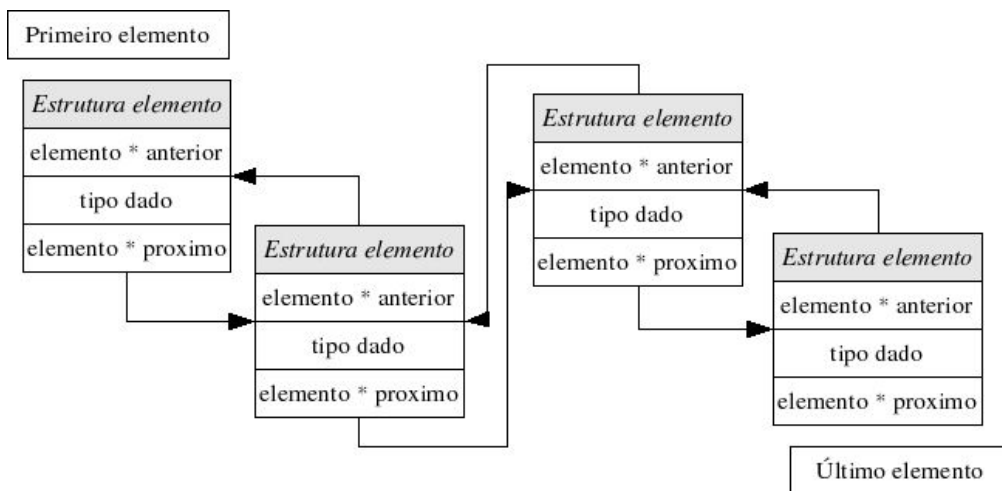 Primeiro elemento
Estrutura elemento
elemento * anterior
tipo dado
elemento * proximo
Estrutura elemento
elemento * anterior
tipo dado
elemento * proximo
Estrutura elemento
elemento * anterior
tipo dado
elemento * proximo
Estrutura elemento
elemento * anterior
tipo dado
elemento * proximo
Último elemento